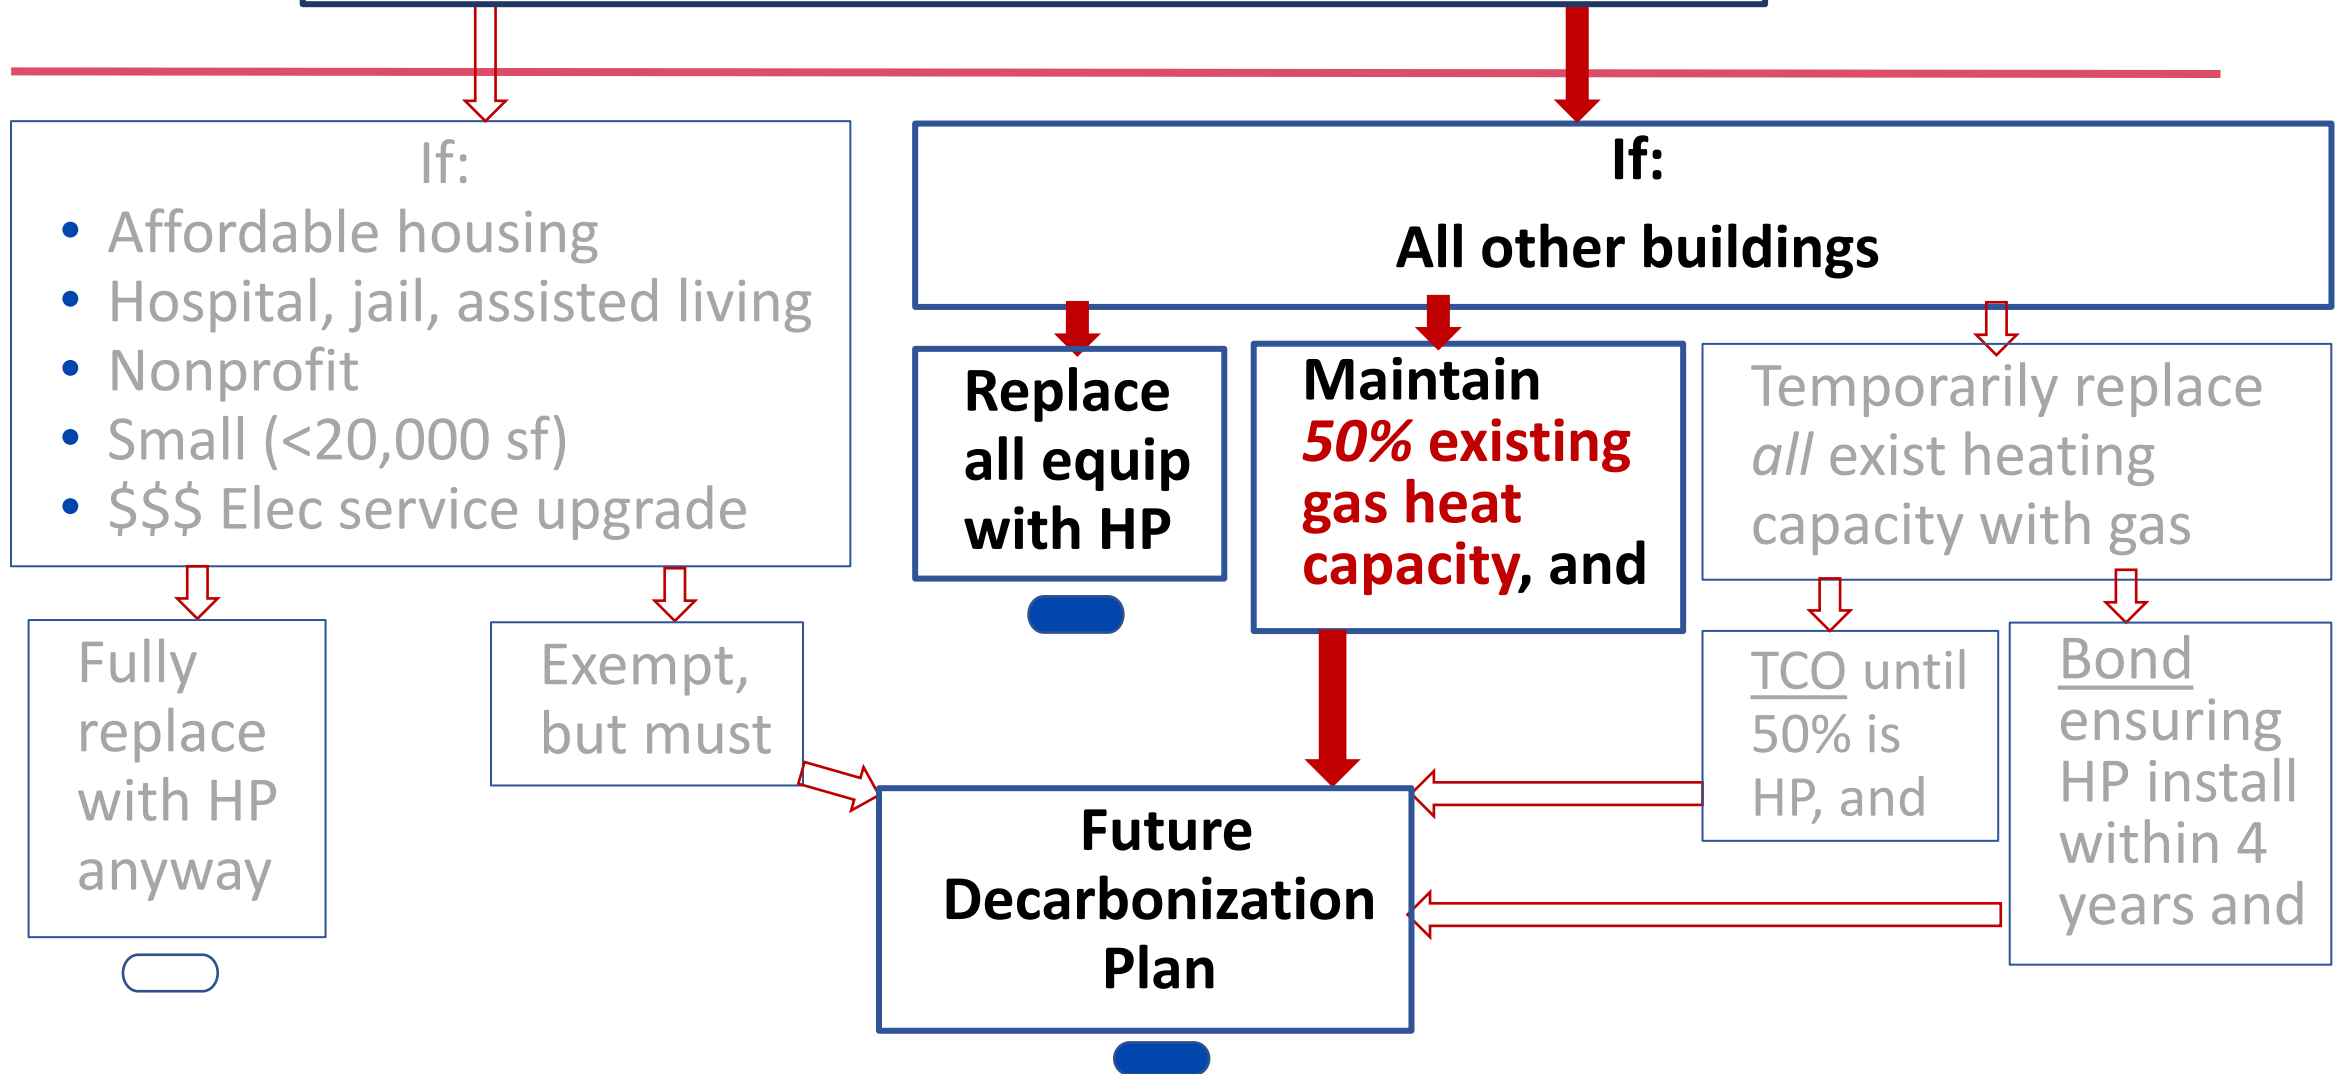 If:
• Affordable housing
• Hospital, jail, assisted living
• Nonprofit
• Small (<20,000 sf)
• $$$ Elec service upgrade
If:
All other buildings
Replace
all equip
with HP
Maintain
50% existing
gas heat
capacity, and
Temporarily replace
all exist heating
capacity with gas
Fully
replace
with HP
anyway
Exempt,
but must
TCO until
50% is
HP, and
Bond
ensuring
HP install
within 4
years and
Future
Decarbonization
Plan